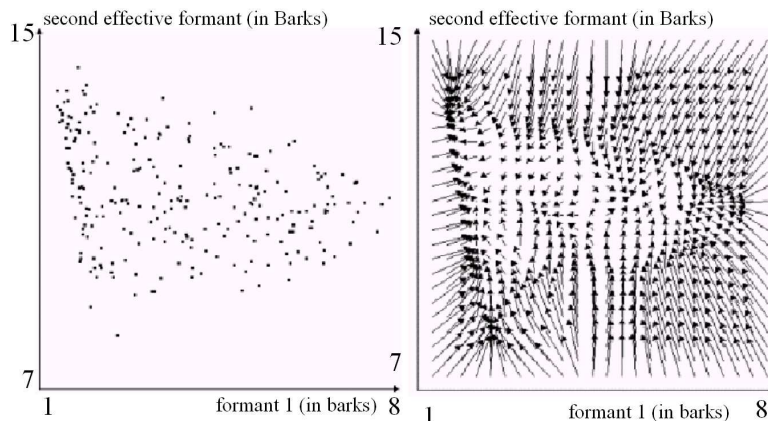 second effective formant (in Barks)
15
7
1
formant 1 (in barks)
8
second effective formant (in Barks)
15
7
1
formant 1 (in barks)
8